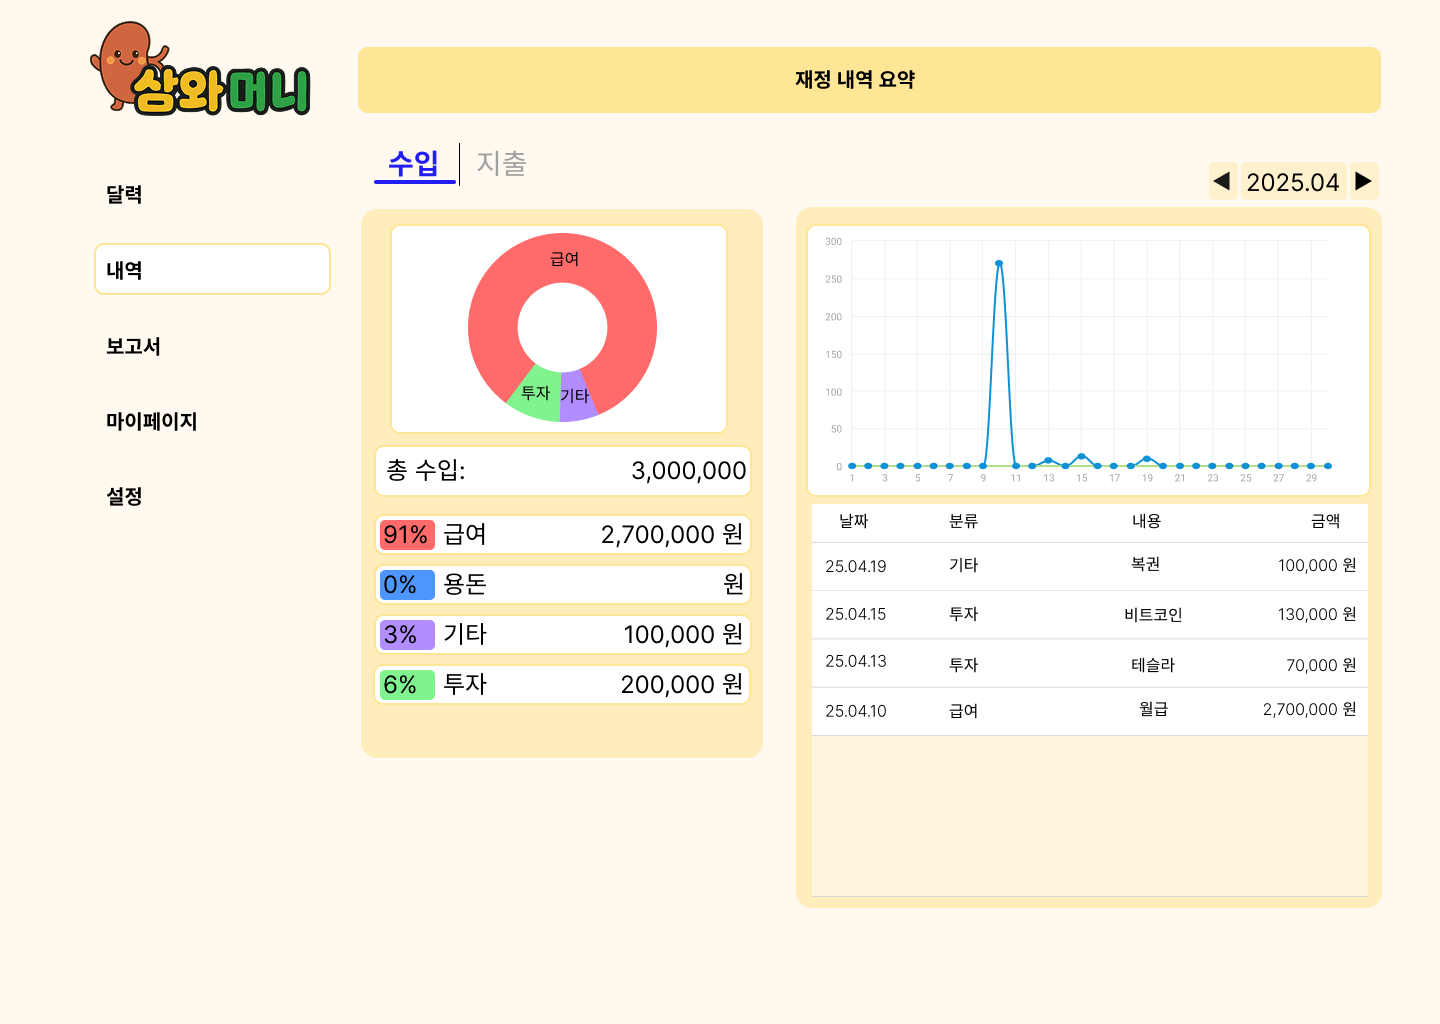 삼와머니
재정 내역 요약
달력
내역
보고서
마이페이지
설정
수입 지출
◀ 2025.04 ▶
급여
투자 기타
총 수입: 3,000,000
91% 급여 2,700,000 원
0% 용돈 원
3% 기타 100,000 원
6% 투자 200,000 원
300
250
200
150
100
50
0
1 3 5 7 9 11 13 15 17 19 21 23 25 27 29
날짜 분류 내용 금액
25.04.19 기타 복권 100,000 원
25.04.15 투자 비트코인 130,000 원
25.04.13 투자 테슬라 70,000 원
25.04.10 급여 월급 2,700,000 원